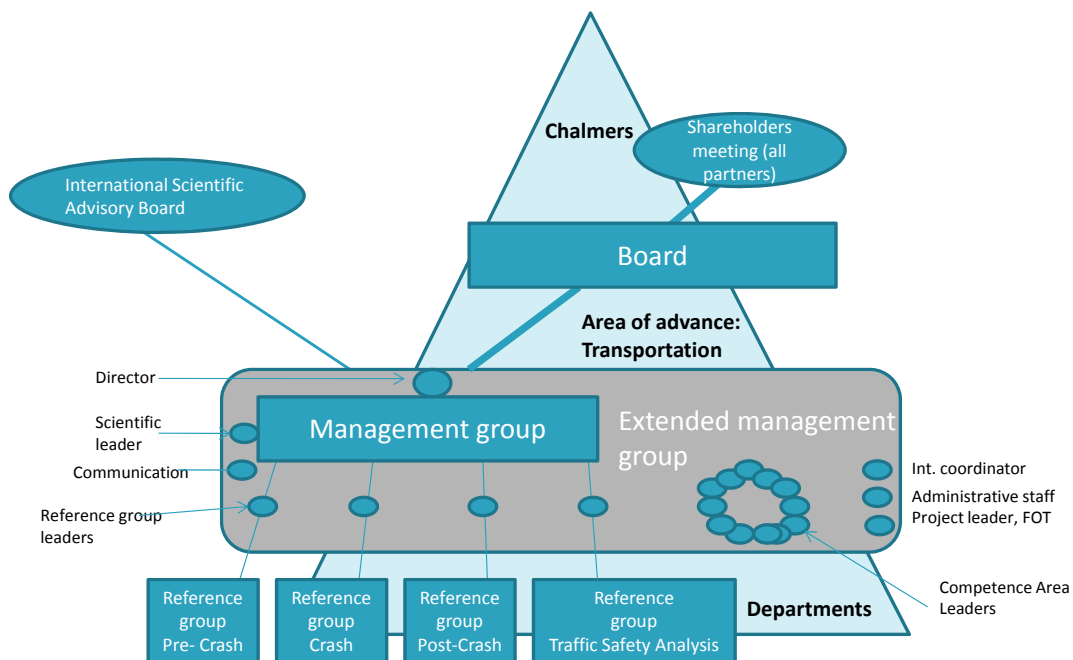 Chalmers
Shareholders
meeting (all
partners)
International Scientific
Advisory Board
Board
Area of advance:
Transportation
Director
Scientific
leader
Management group
Extended management
group
Communication
Int. coordinator
Administrative staff
Project leader, FOT
Reference group
leaders
Competence Area
Leaders
Reference
group
Pre- Crash
Reference
group
Crash
Reference
group
Post-Crash
Reference
group
Traffic Safety Analysis
Departments